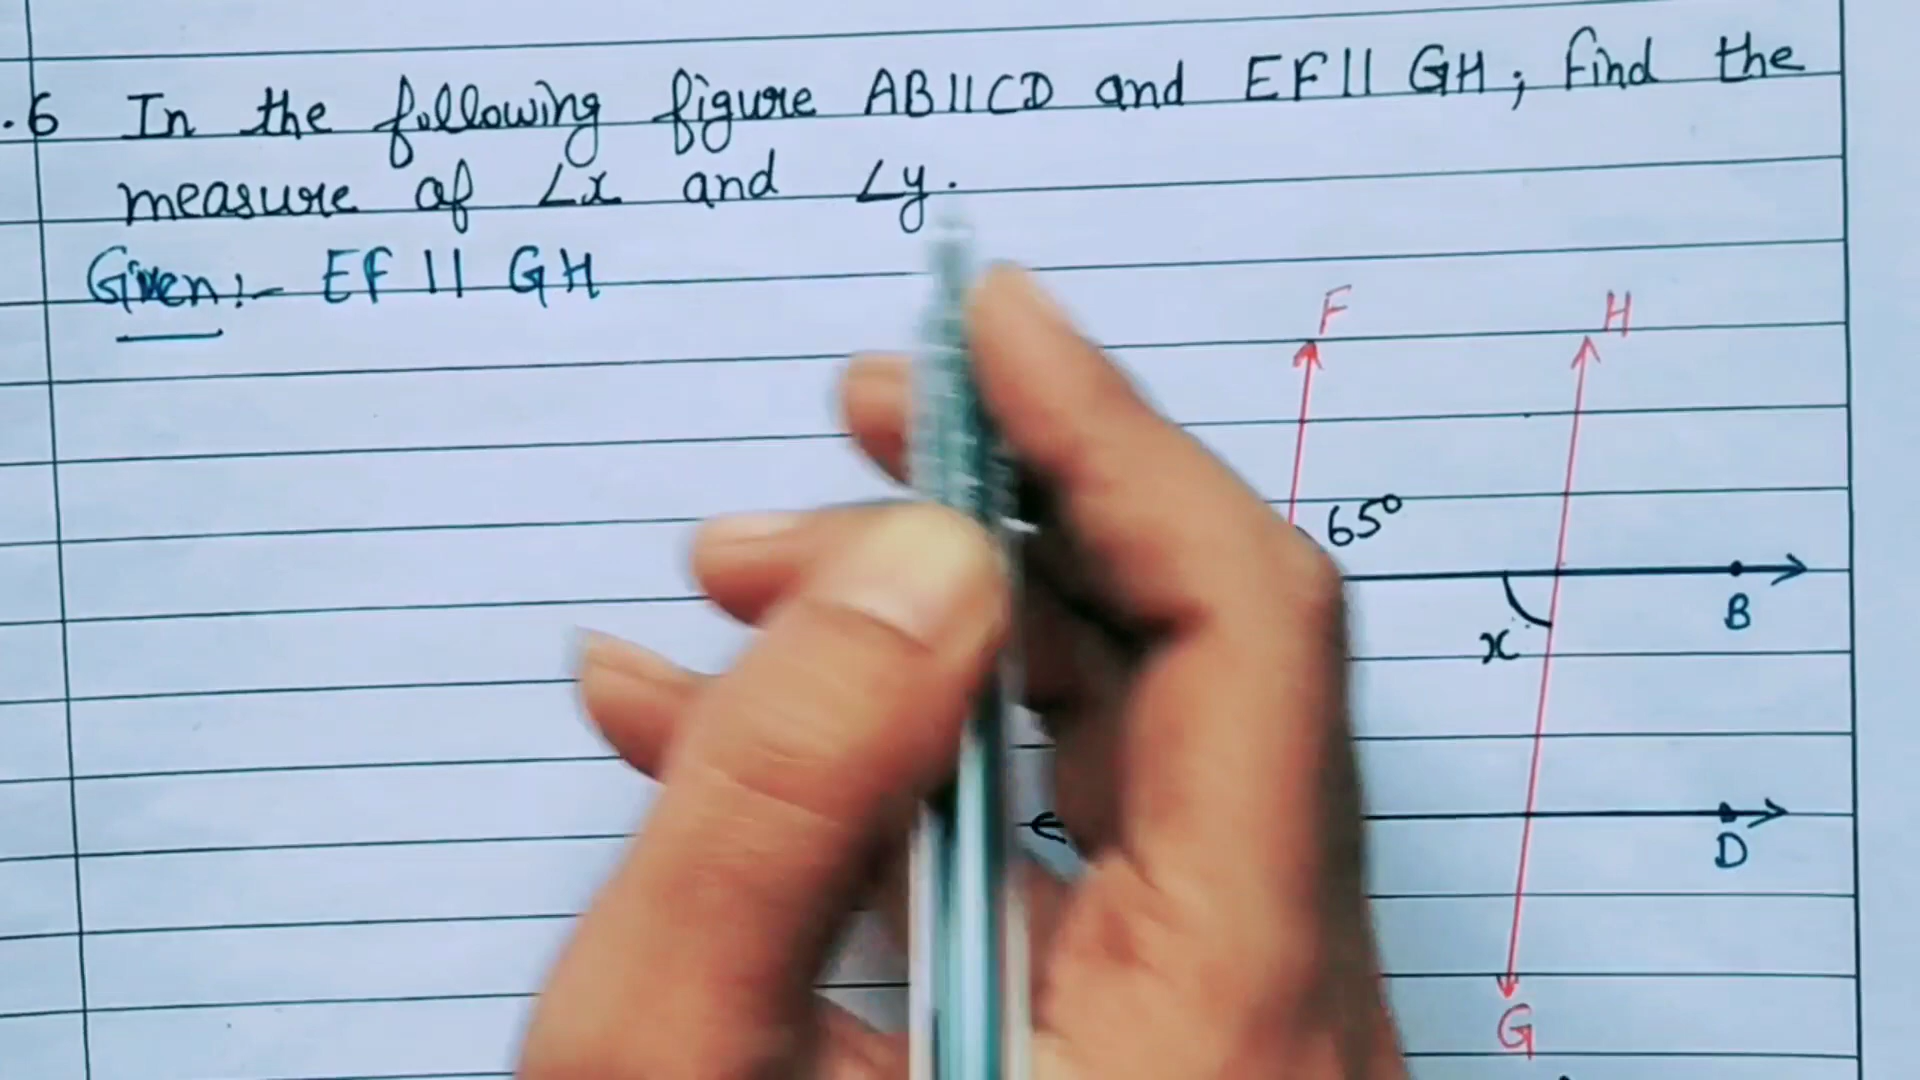 .6 In the following figure AB||CD and EF|| GH; find the
measure of ∠x and ∠y.
Given:- EF || GH
F
H
65°
B
x
D
G